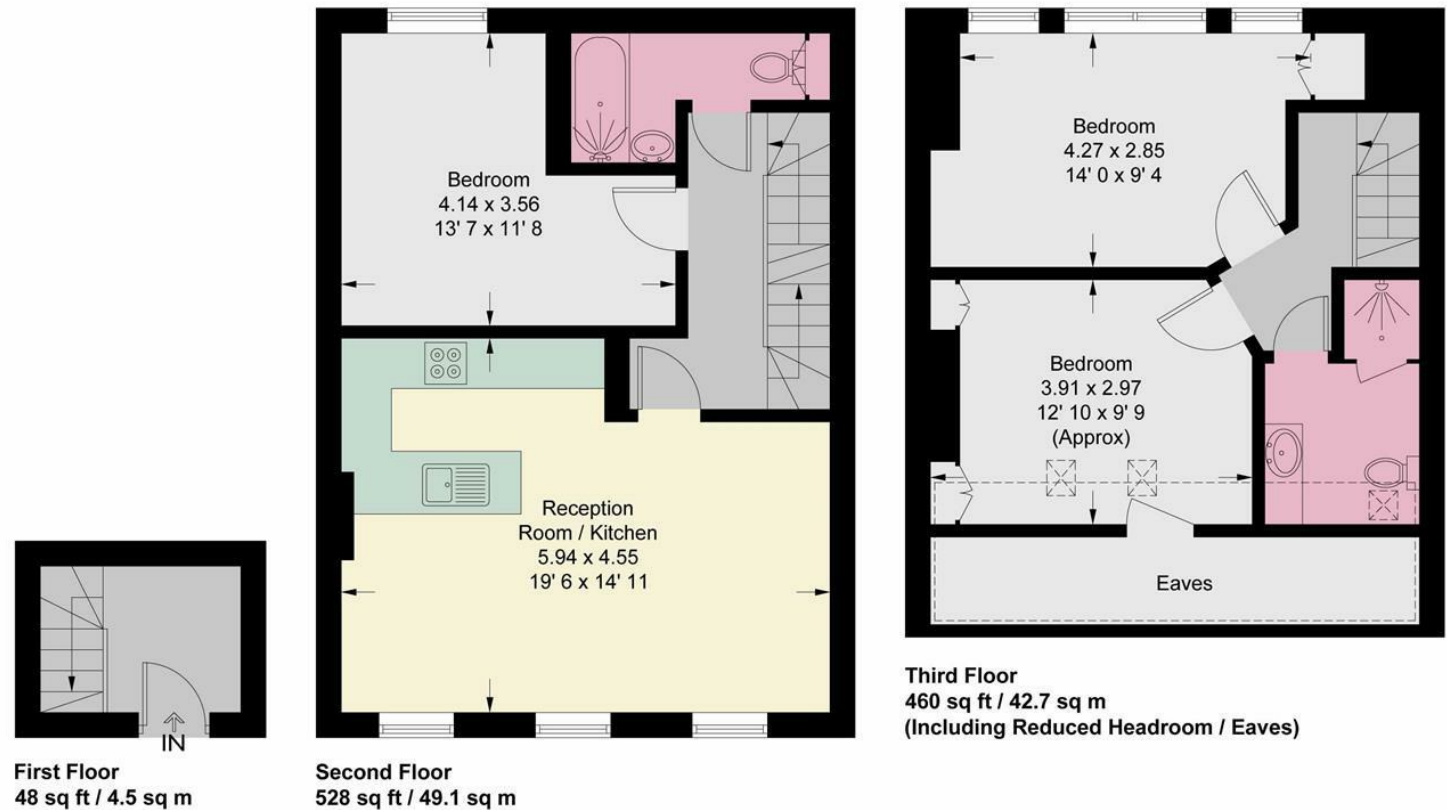 IN
First Floor
48 sq ft / 4.5 sq m
Bedroom
4.14 x 3.56
13' 7 x 11' 8
Reception
Room / Kitchen
5.94 x 4.55
19' 6 x 14' 11
Second Floor
528 sq ft / 49.1 sq m
Bedroom
4.27 x 2.85
14' 0 x 9' 4
Bedroom
3.91 x 2.97
12' 10 x 9' 9
(Approx)
Eaves
Third Floor
460 sq ft / 42.7 sq m
(Including Reduced Headroom / Eaves)